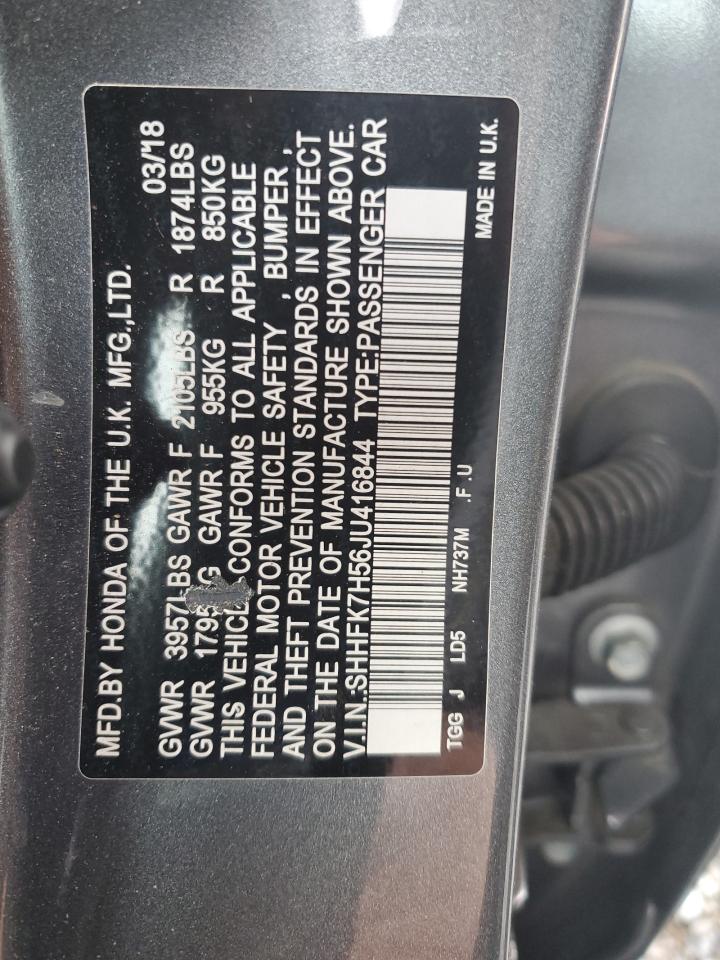 MFD.BY HONDA OF THE U.K. MFG.,LTD.
03/'18
GVWR 3957LBS GAWR F 2105LBS R 1874LBS
GVWR 1795KG GAWR F 955KG R 850KG
THIS VEHICLE CONFORMS TO ALL APPLICABLE
FEDERAL MOTOR VEHICLE SAFETY , BUMPER ,
AND THEFT PREVENTION STANDARDS IN EFFECT
ON THE DATE OF MANUFACTURE SHOWN ABOVE.
V.I.N.:SHHFK7H56JU416844 TYPE:PASSENGER CAR
TGG J LD5 NH737M .F.U
MADE IN U.K.